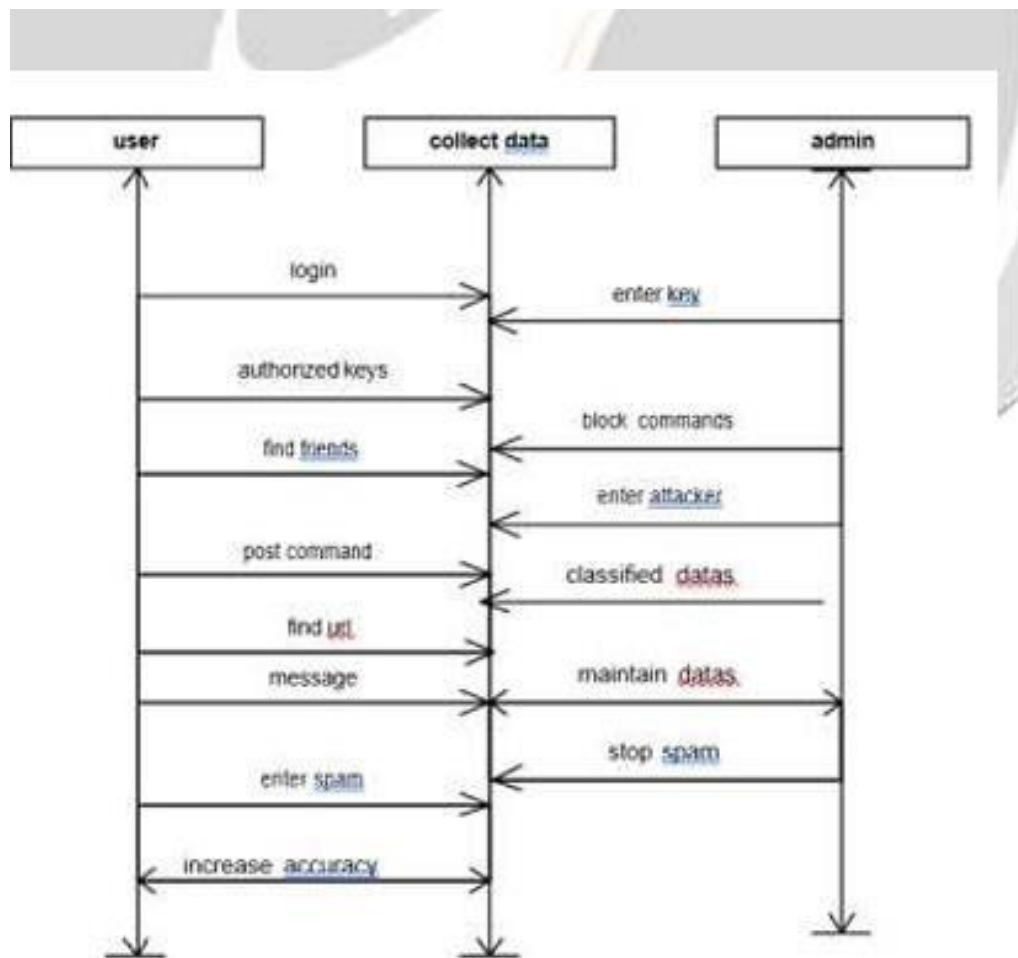 user
collect data
admin
login
enter key
authorized keys
block commands
find friends
enter attacker
post command
classified datas
find url
message
maintain datas
stop spam
enter spam
increase accuracy